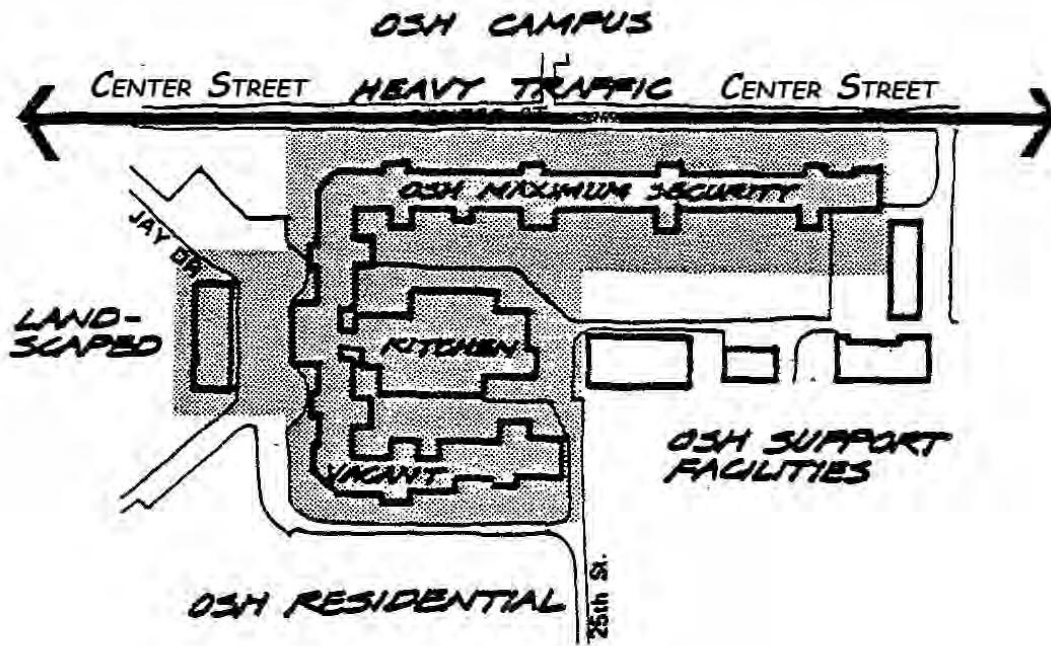 OSH CAMPUS
CENTER STREET HEAVY TRAFFIC CENTER STREET
OSH MAXIMUM SECURITY
JAY DR.
LAND-
SCAPED
KITCHEN
OSH SUPPORT
FACILITIES
VACANT
OSH RESIDENTIAL
25th St.